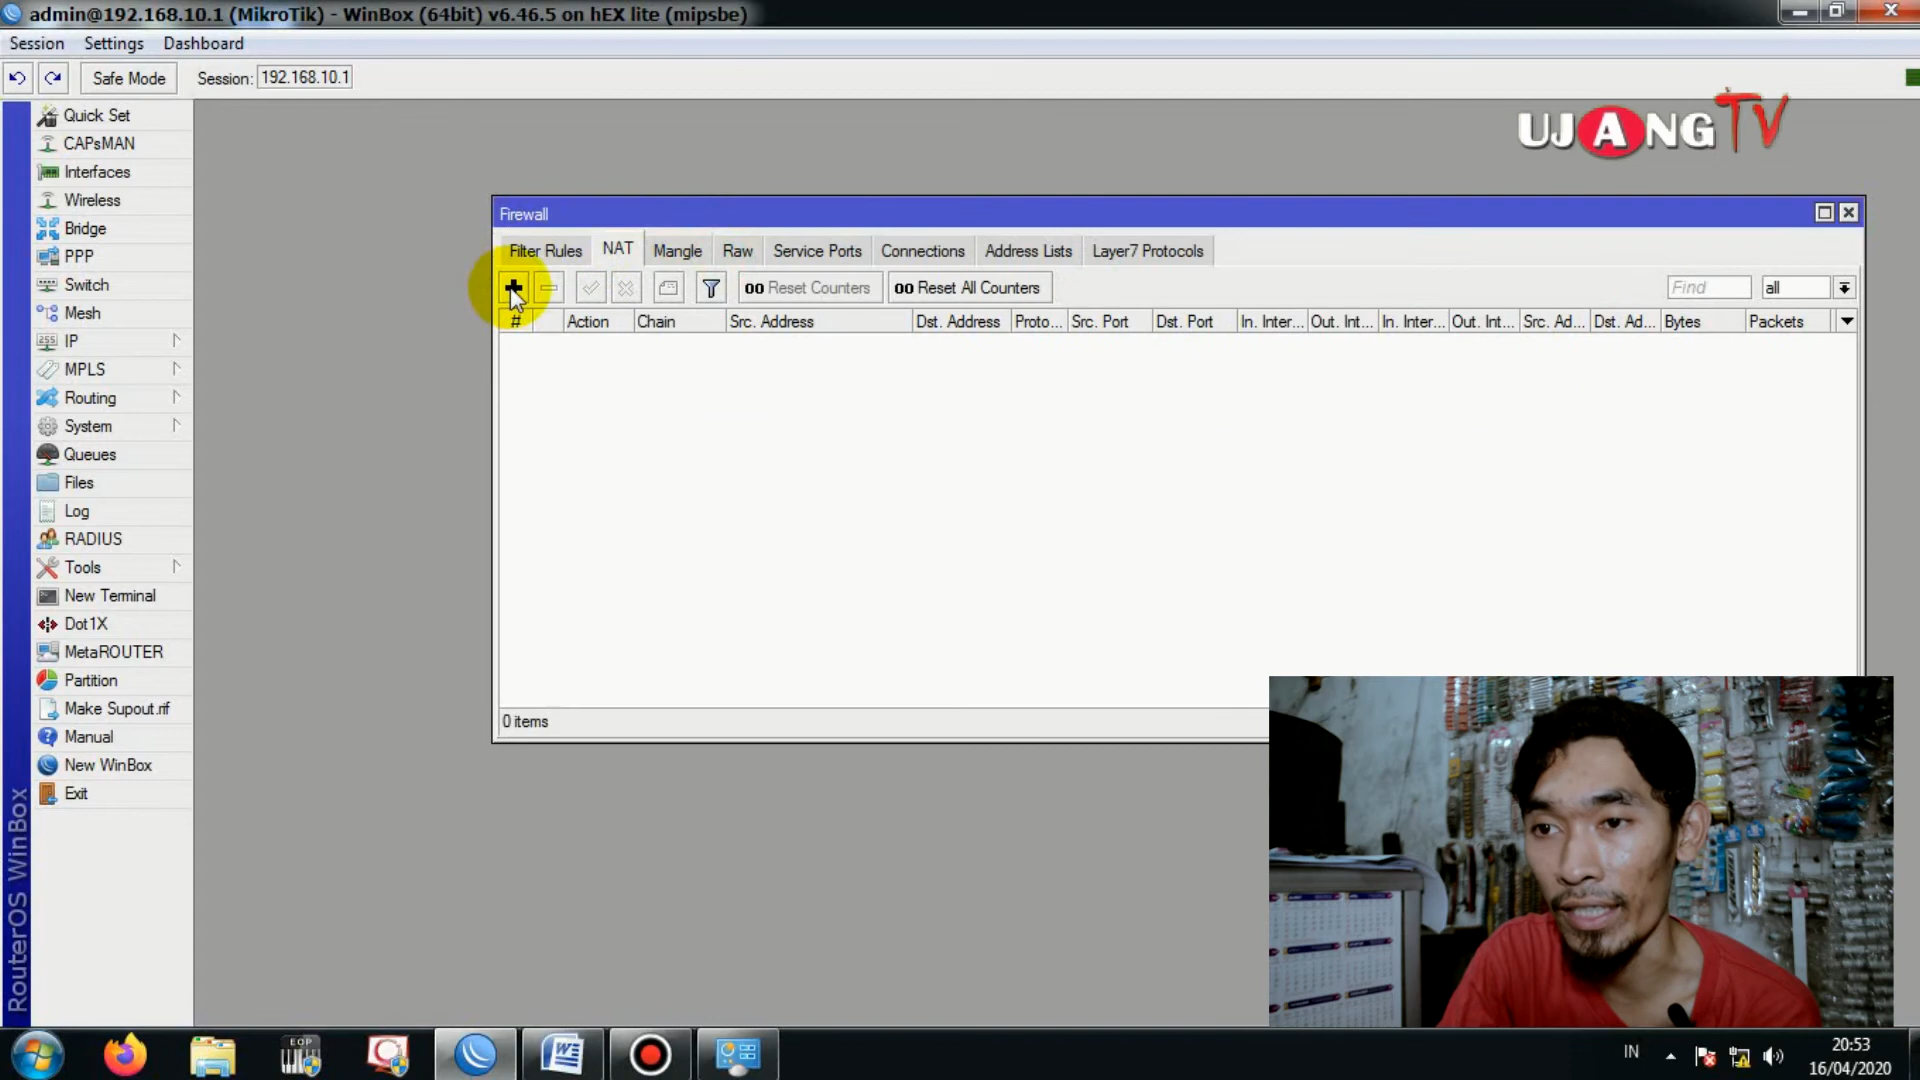 admin@192.168.10.1 (MikroTik) - WinBox (64bit) v6.46.5 on hEX lite (mipsbe)
Session Settings Dashboard
Safe Mode Session: 192.168.10.1
UJANG TV
Quick Set
CAPsMAN
Interfaces
Wireless
Bridge
PPP
Switch
Mesh
IP
MPLS
Routing
System
Queues
Files
Log
RADIUS
Tools
New Terminal
Dot1X
MetaROUTER
Partition
Make Supout.rif
Manual
New WinBox
Exit
RouterOS WinBox
Firewall
Filter Rules NAT Mangle Raw Service Ports Connections Address Lists Layer7 Protocols
00 Reset Counters 00 Reset All Counters Find all
# Action Chain Src. Address Dst. Address Proto... Src. Port Dst. Port In. Inter... Out. Int... In. Inter... Out. Int... Src. Ad... Dst. Ad... Bytes Packets
0 items
EOP
IN
20:53
16/04/2020